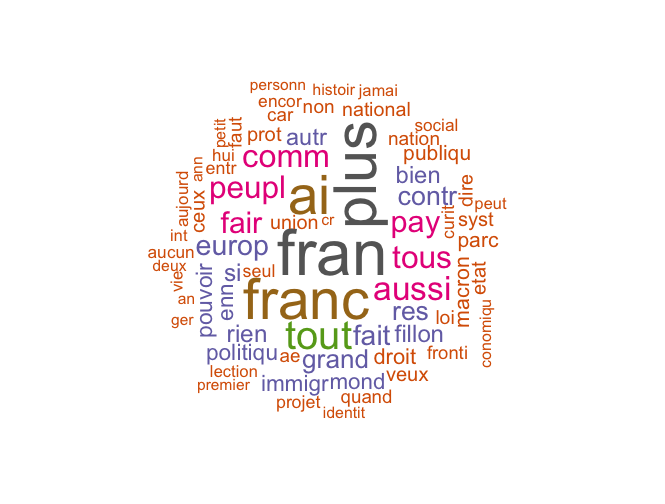 personn
histoir
jamai
encor
non
national
car
petit
faut
prot
autr
plus
social
nation
publiqu
hui
comm
entr
ann
peupl
ai
bien
contr
dire
aujourd
ceux
peut
fair
union
cr
pay
curit
syst
int
europ
fran
tous
parc
aucun
deux
viex
si
seul
macron
etat
pouvoir
enn
franc
aussi
an
res
loi
ger
rien
tout
fait
fillon
conomiqu
politiqu
ae
grand
droit
fronti
lection
immigr
mond
veux
premier
projet
quand
identit